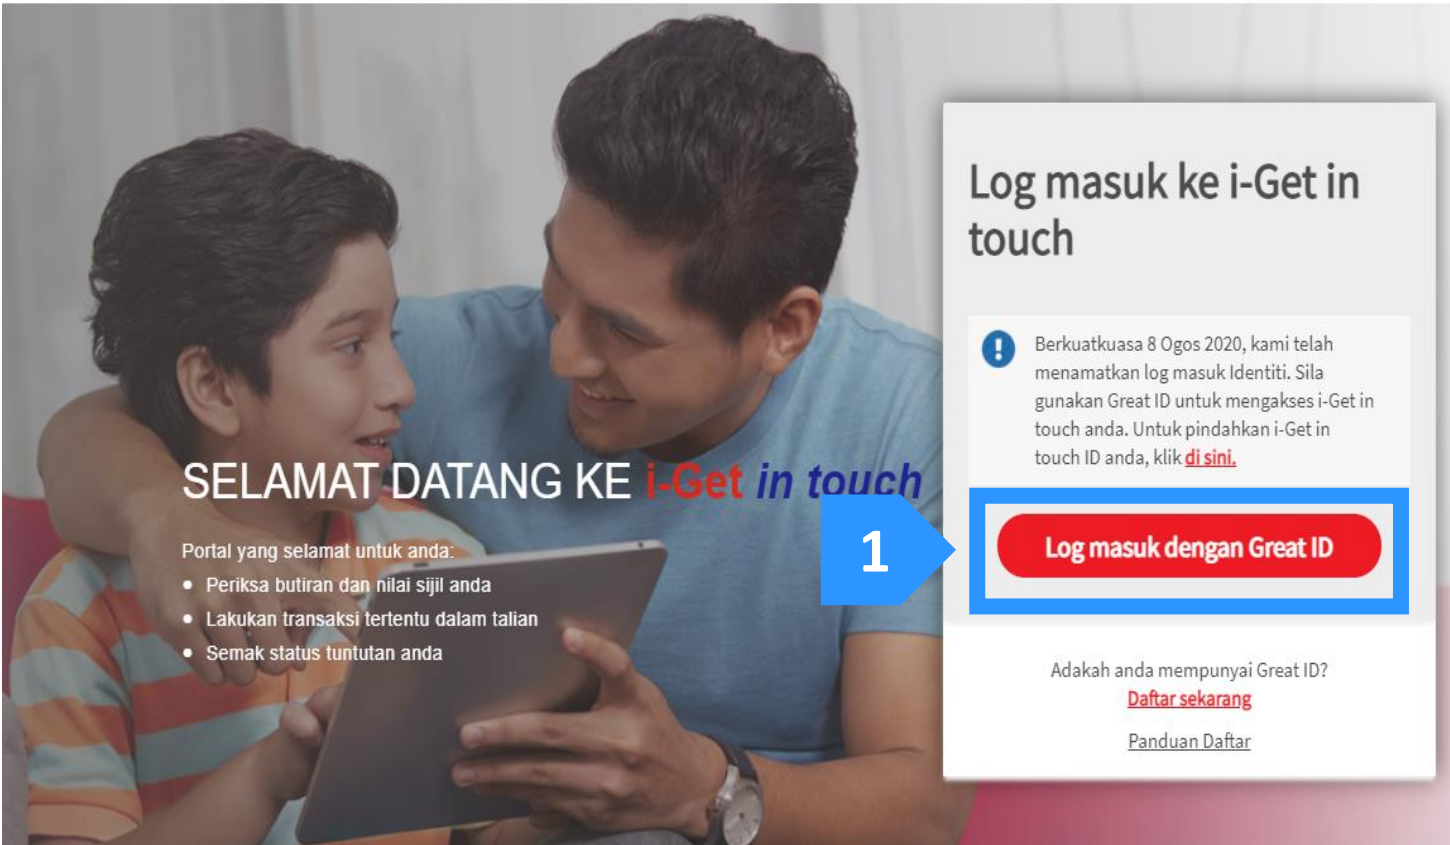 SELAMAT DATANG KE i-Get in touch
Portal yang selamat untuk anda:
• Periksa butiran dan nilai sijil anda
• Lakukan transaksi tertentu dalam talian
• Semak status tuntutan anda
1
Log masuk ke i-Get in
touch
Berkuatkuasa 8 Ogos 2020, kami telah
menamatkan log masuk Identiti. Sila
gunakan Great ID untuk mengakses i-Get in
touch anda. Untuk pindahkan i-Get in
touch ID anda, klik di sini.
Log masuk dengan Great ID
Adakah anda mempunyai Great ID?
Daftar sekarang
Panduan Daftar